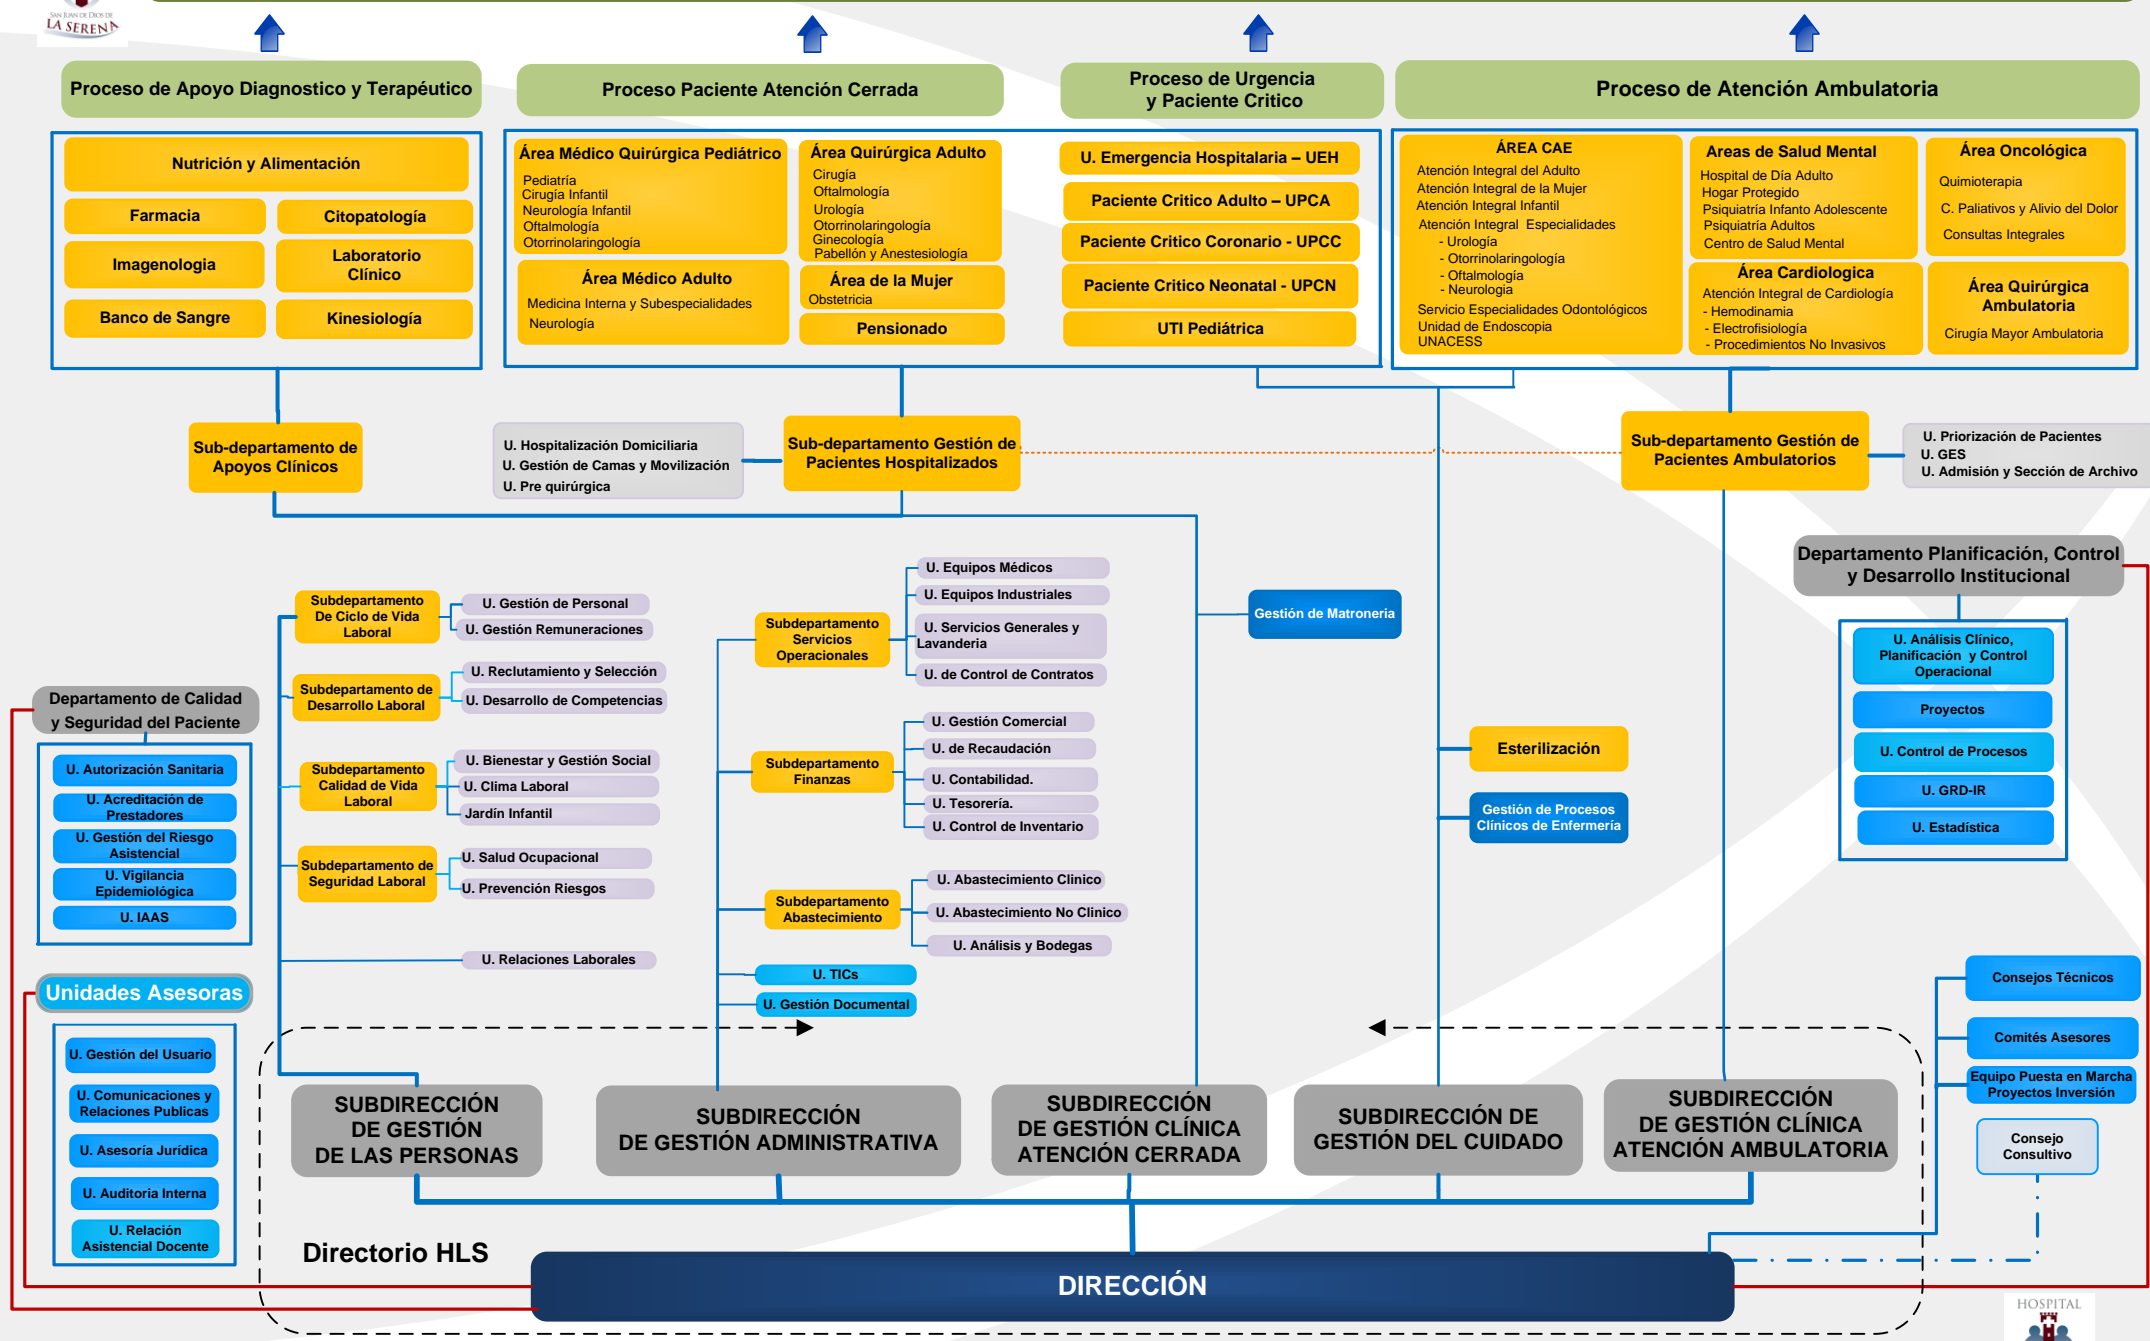 SAN JUAN DE DIOS DE
LA SERENA
Proceso de Apoyo Diagnostico y Terapéutico
Proceso Paciente Atención Cerrada
Proceso de Urgencia
y Paciente Critico
Proceso de Atención Ambulatoria
Nutrición y Alimentación
Farmacia
Citopatología
Imagenologia
Laboratorio
Clínico
Banco de Sangre
Kinesiología
Área Médico Quirúrgica Pediátrico
Pediatría
Cirugía Infantil
Neurología Infantil
Oftalmología
Otorrinolaringología
Área Médico Adulto
Medicina Interna y Subespecialidades
Neurología
Área Quirúrgica Adulto
Cirugía
Oftalmología
Urología
Otorrinolaringología
Ginecología
Pabellón y Anestesiología
Área de la Mujer
Obstetricia
Pensionado
U. Emergencia Hospitalaria – UEH
Paciente Critico Adulto – UPCA
Paciente Critico Coronario - UPCC
Paciente Critico Neonatal - UPCN
UTI Pediátrica
ÁREA CAE
Atención Integral del Adulto
Atención Integral de la Mujer
Atención Integral Infantil
Atención Integral  Especialidades
- Urología
- Otorrinolaringología
- Oftalmología
- Neurologia
Servicio Especialidades Odontológicos
Unidad de Endoscopia
UNACESS
Areas de Salud Mental
Hospital de Día Adulto
Hogar Protegido
Psiquiatría Infanto Adolescente
Psiquiatría Adultos
Centro de Salud Mental
Área Cardiologica
Atención Integral de Cardiología
- Hemodinamia
- Electrofisiología
- Procedimientos No Invasivos
Área Oncológica
Quimioterapia
C. Paliativos y Alivio del Dolor
Consultas Integrales
Área Quirúrgica
Ambulatoria
Cirugía Mayor Ambulatoria
Sub-departamento de
Apoyos Clínicos
U. Hospitalización Domiciliaria
U. Gestión de Camas y Movilización
U. Pre quirúrgica
Sub-departamento Gestión de
Pacientes Hospitalizados
Sub-departamento Gestión de
Pacientes Ambulatorios
U. Priorización de Pacientes
U. GES
U. Admisión y Sección de Archivo
Departamento Planificación, Control
y Desarrollo Institucional
U. Análisis Clínico,
Planificación  y Control
Operacional
Proyectos
U. Control de Procesos
U. GRD-IR
U. Estadística
Subdepartamento
De Ciclo de Vida
Laboral
U. Gestión de Personal
U. Gestión Remuneraciones
Subdepartamento de
Desarrollo Laboral
U. Reclutamiento y Selección
U. Desarrollo de Competencias
Subdepartamento
Calidad de Vida
Laboral
U. Bienestar y Gestión Social
U. Clima Laboral
Jardín Infantil
Subdepartamento de
Seguridad Laboral
U. Salud Ocupacional
U. Prevención Riesgos
U. Relaciones Laborales
Subdepartamento
Servicios
Operacionales
U. Equipos Médicos
U. Equipos Industriales
U. Servicios Generales y
Lavanderia
U. de Control de Contratos
Subdepartamento
Finanzas
U. Gestión Comercial
U. de Recaudación
U. Contabilidad.
U. Tesorería.
U. Control de Inventario
Subdepartamento
Abastecimiento
U. Abastecimiento Clinico
U. Abastecimiento No Clinico
U. Análisis y Bodegas
U. TICs
U. Gestión Documental
Gestión de Matroneria
Esterilización
Gestión de Procesos
Clínicos de Enfermería
Departamento de Calidad
y Seguridad del Paciente
U. Autorización Sanitaria
U. Acreditación de
Prestadores
U. Gestión del Riesgo
Asistencial
U. Vigilancia
Epidemiológica
U. IAAS
Unidades Asesoras
U. Gestión del Usuario
U. Comunicaciones y
Relaciones Publicas
U. Asesoría Jurídica
U. Auditoria Interna
U. Relación
Asistencial Docente
Consejos Técnicos
Comités Asesores
Equipo Puesta en Marcha
Proyectos Inversión
Consejo
Consultivo
SUBDIRECCIÓN
DE GESTIÓN
DE LAS PERSONAS
SUBDIRECCIÓN
DE GESTIÓN ADMINISTRATIVA
SUBDIRECCIÓN
DE GESTIÓN CLÍNICA
ATENCIÓN CERRADA
SUBDIRECCIÓN DE
GESTIÓN DEL CUIDADO
SUBDIRECCIÓN
DE GESTIÓN CLÍNICA
ATENCIÓN AMBULATORIA
Directorio HLS
DIRECCIÓN
HOSPITAL